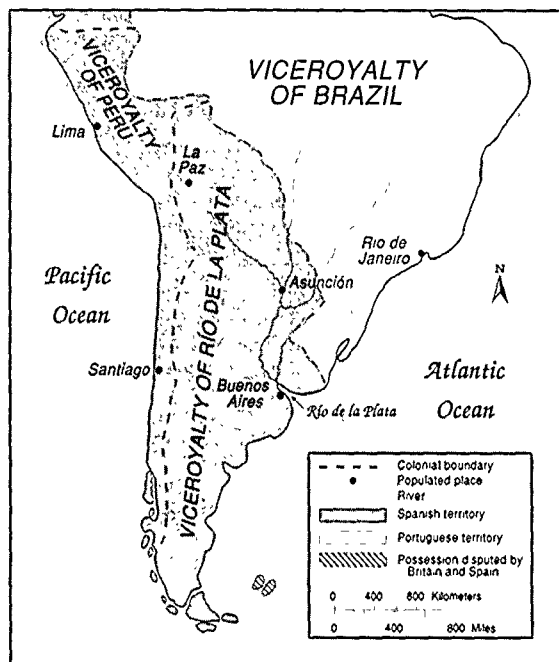 VICEROYALTY
OF PERU
VICEROYALTY
OF BRAZIL
Lima
La
Paz
Rio de
Janeiro
Pacific
Ocean
Asunción
N
VICEROYALTY OF RÍO DE LA PLATA
Santiago
Buenos
Aires
Río de la Plata
Atlantic
Ocean
Colonial boundary
Populated place
River
Spanish territory
Portuguese territory
Possession disputed by
Britain and Spain
0 400 800 Kilometers
0 400 800 Miles